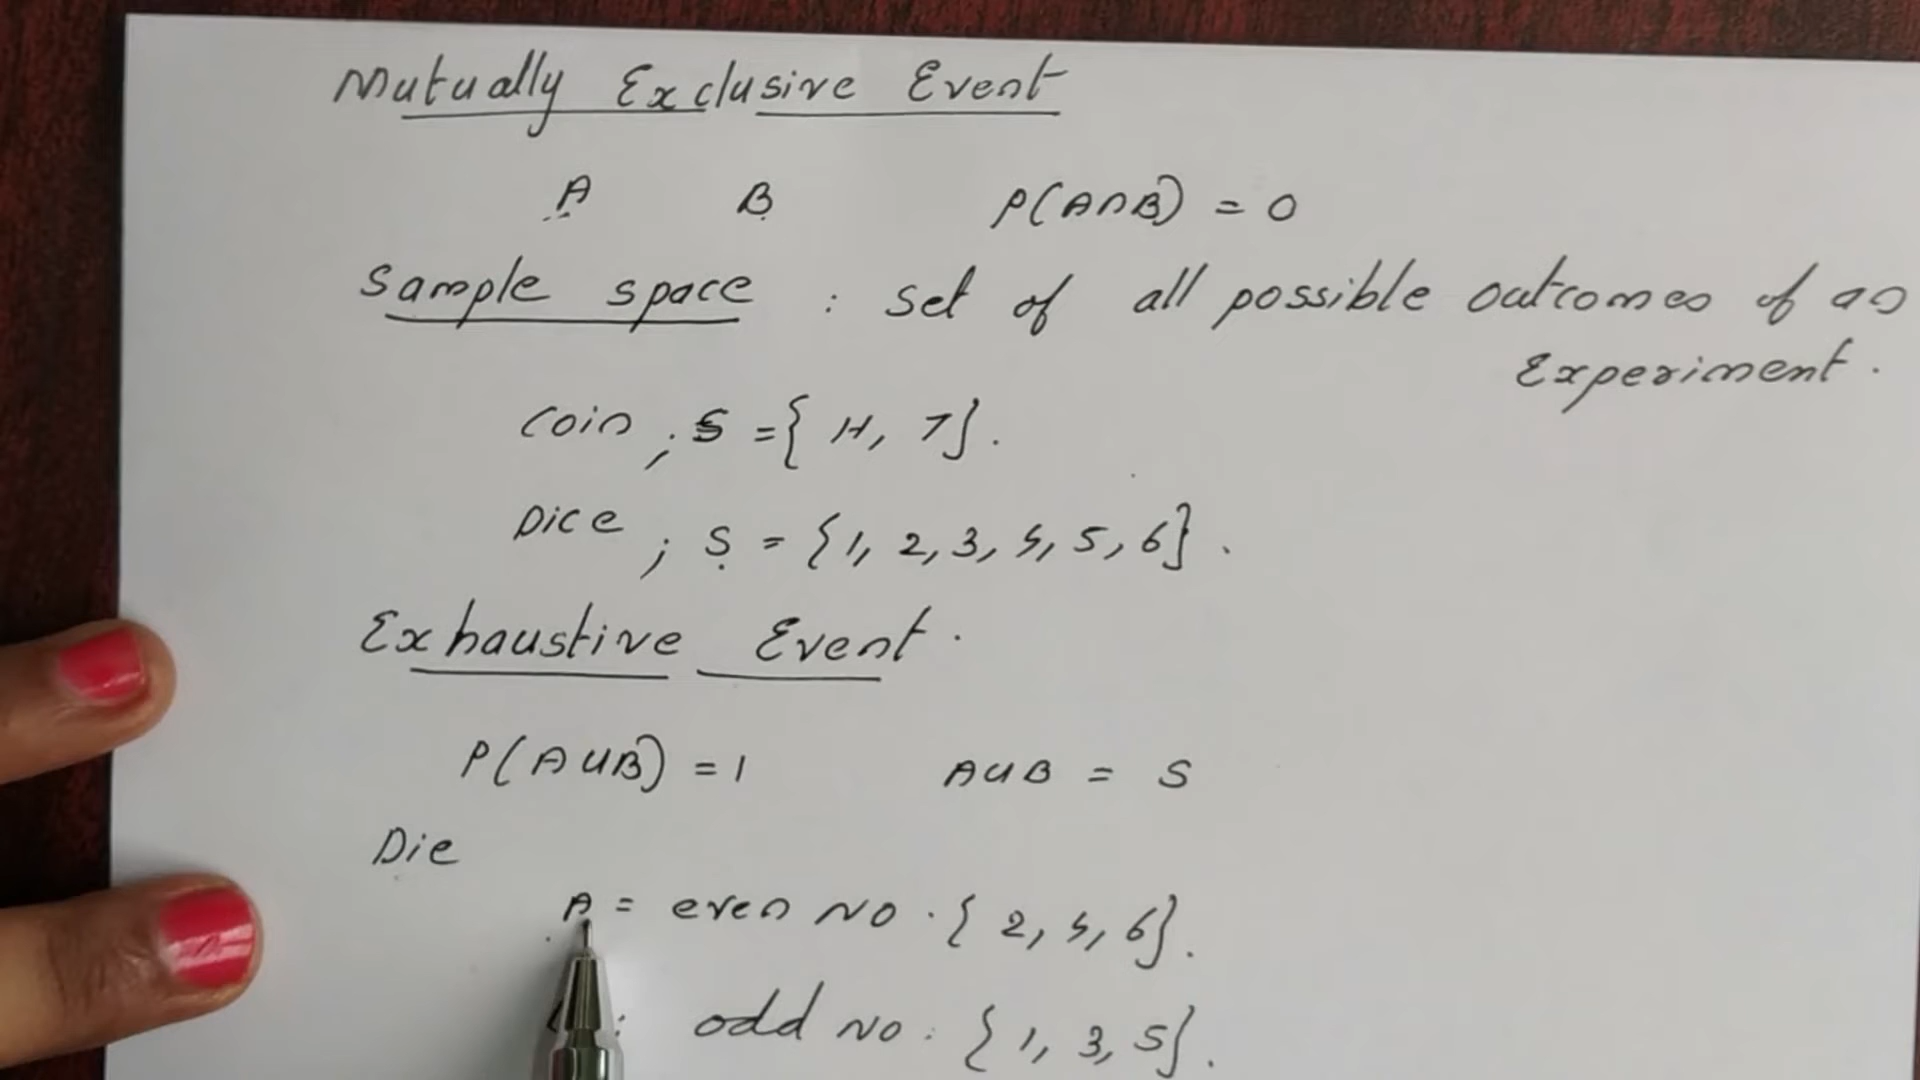 Mutually Exclusive Event
A B P(A∩B) = 0
Sample space : set of all possible outcomes of an
Experiment.
coin ; S = { H, T}.
Dice ; S = {1, 2, 3, 4, 5, 6}.
Exhaustive Event.
P(A∪B) = 1 A∪B = S
Die
A = even no. { 2, 4, 6}.
: odd no : { 1, 3, 5}.